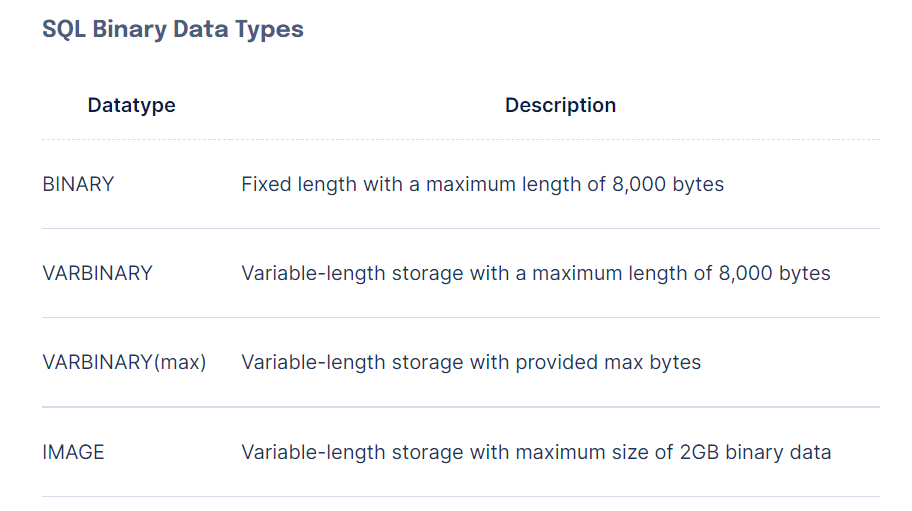 SQL Binary Data Types
Datatype Description
BINARY Fixed length with a maximum length of 8,000 bytes
VARBINARY Variable-length storage with a maximum length of 8,000 bytes
VARBINARY(max) Variable-length storage with provided max bytes
IMAGE Variable-length storage with maximum size of 2GB binary data